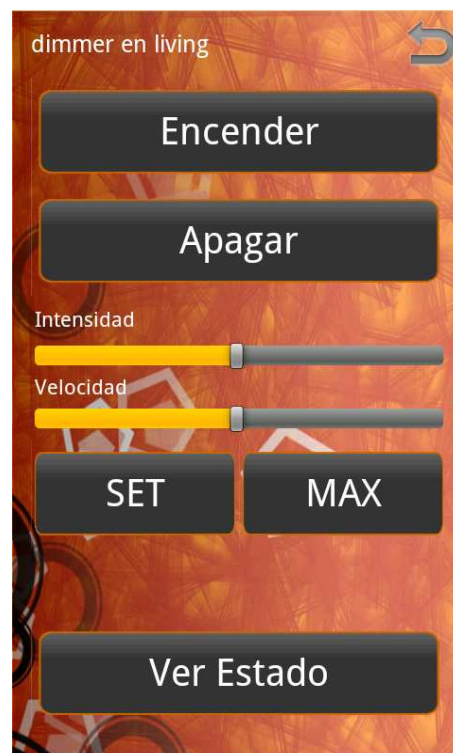 dimmer en living
Encender
Apagar
Intensidad
Velocidad
SET
MAX
Ver Estado